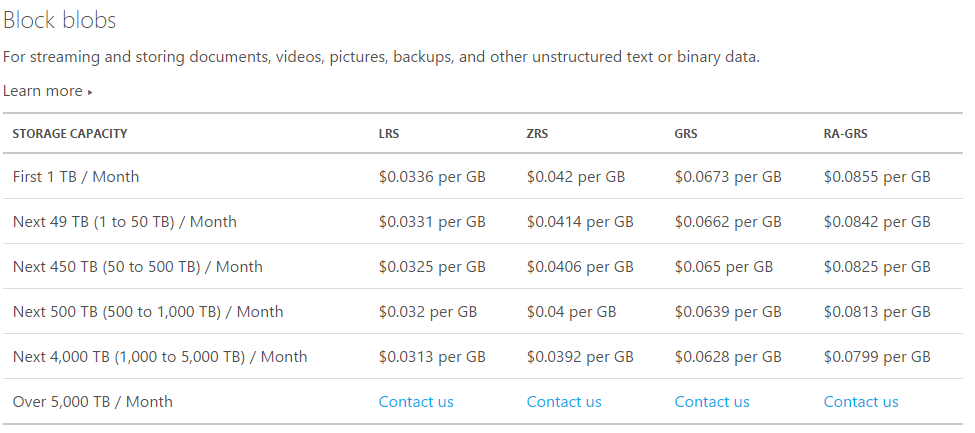 Block blobs
For streaming and storing documents, videos, pictures, backups, and other unstructured text or binary data.
Learn more ▸
STORAGE CAPACITY LRS ZRS GRS RA-GRS
First 1 TB / Month $0.0336 per GB $0.042 per GB $0.0673 per GB $0.0855 per GB
Next 49 TB (1 to 50 TB) / Month $0.0331 per GB $0.0414 per GB $0.0662 per GB $0.0842 per GB
Next 450 TB (50 to 500 TB) / Month $0.0325 per GB $0.0406 per GB $0.065 per GB $0.0825 per GB
Next 500 TB (500 to 1,000 TB) / Month $0.032 per GB $0.04 per GB $0.0639 per GB $0.0813 per GB
Next 4,000 TB (1,000 to 5,000 TB) / Month $0.0313 per GB $0.0392 per GB $0.0628 per GB $0.0799 per GB
Over 5,000 TB / Month Contact us Contact us Contact us Contact us